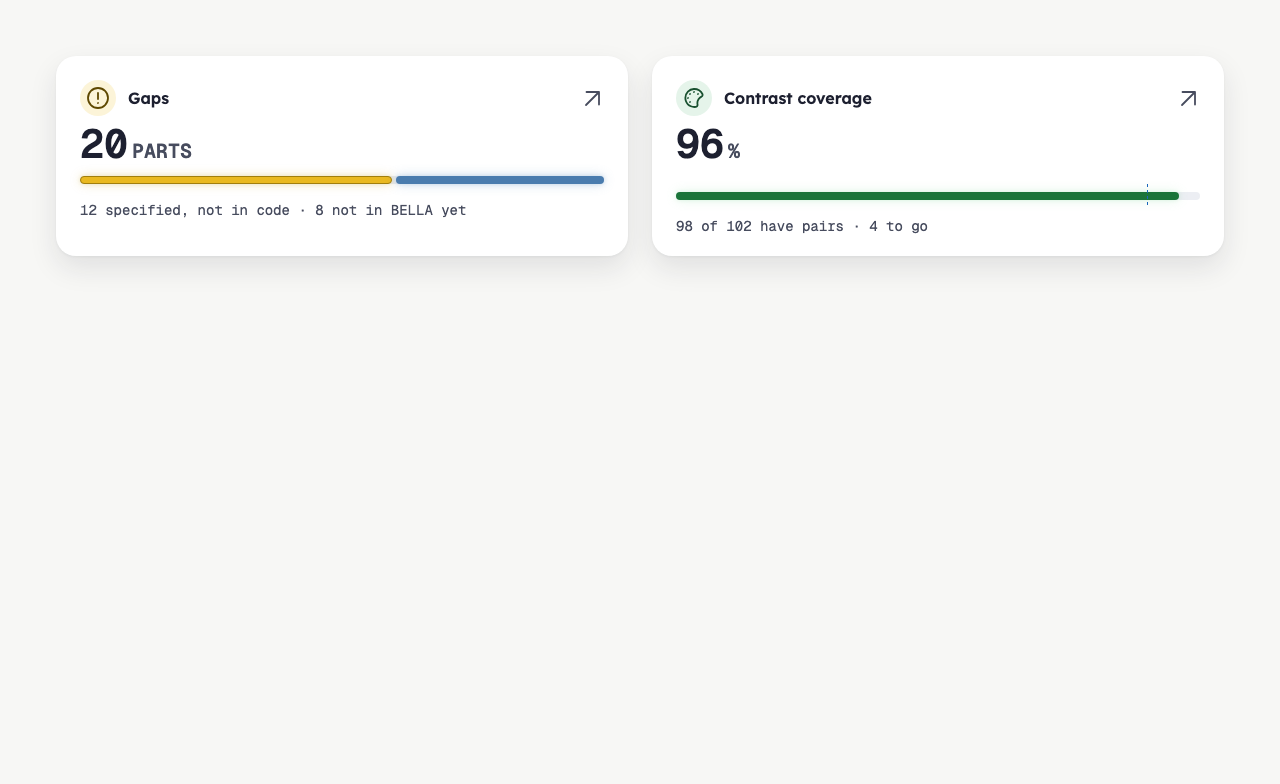 Gaps
20 PARTS
12 specified, not in code · 8 not in BELLA yet
Contrast coverage
96 %
98 of 102 have pairs · 4 to go